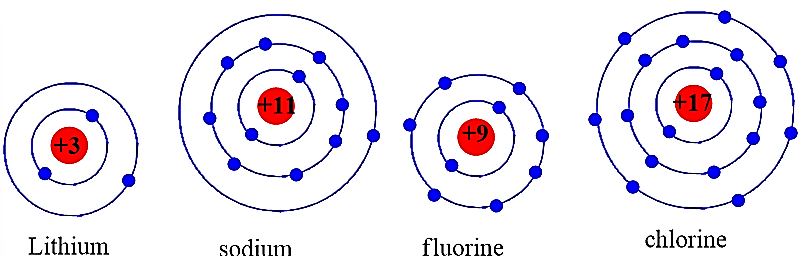 +3
+11
+9
+17
Lithium
sodium
fluorine
chlorine